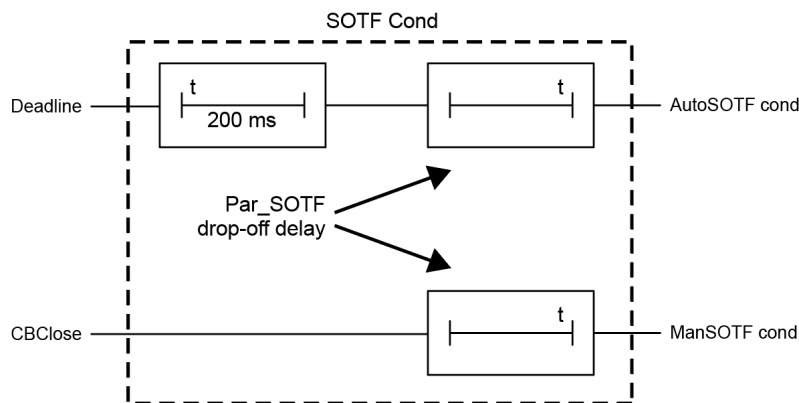 SOTF Cond
t
t
Deadline
200 ms
AutoSOTF cond
Par_SOTF
drop-off delay
t
CBClose
ManSOTF cond